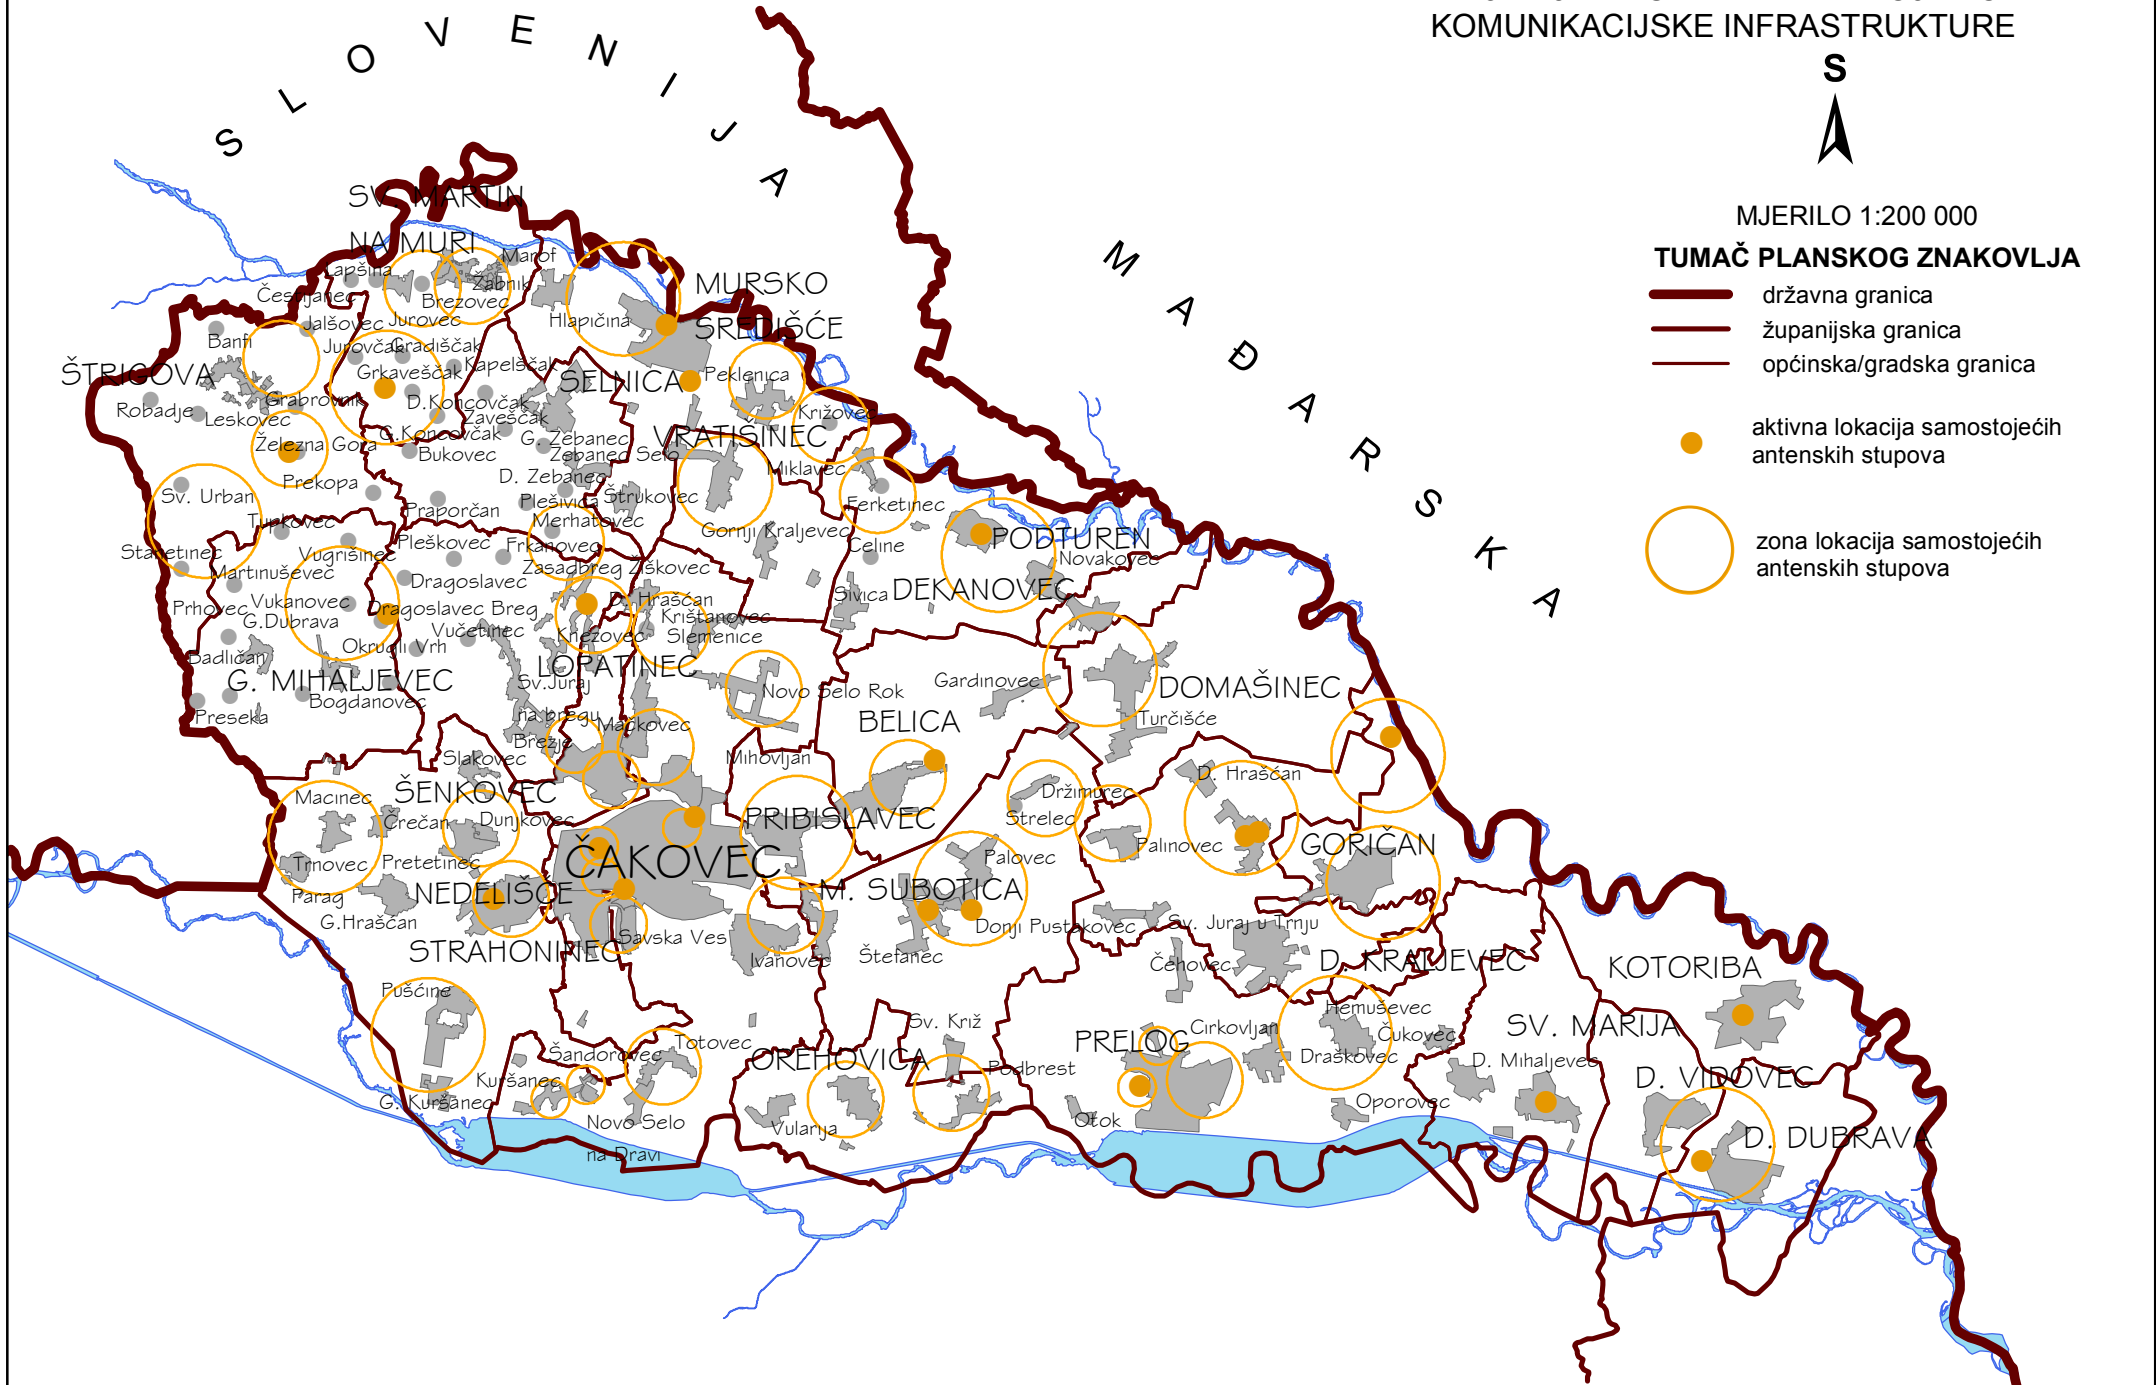 KOMUNIKACIJSKE INFRASTRUKTURE
S
MJERILO 1:200 000
TUMAČ PLANSKOG ZNAKOVLJA
državna granica
županijska granica
općinska/gradska granica
aktivna lokacija samostojećih
antenskih stupova
zona lokacija samostojećih
antenskih stupova
SLOVENIJA
MAĐARSKA
SV. MARTIN
NA MURI
Lapšina
Marof
Žabnik
Čestijanec
Brezovec
MURSKO
SREDIŠĆE
Hlapičina
Jalšovec
Jurovec
Banfi
Jurovčak
Gradiščak
Kapelščak
ŠTRIGOVA
Grkaveščak
SELNICA
Peklenica
Robadje
Leskovec
Grabrovnik
D.Koncovčak
Zaveščak
Križovec
Železna Gora
G.Koncovčak
Bukovec
G. Zebanec
Zebanec Selo
VRATIŠINEC
Miklavec
Prekopa
D. Zebanec
Sv. Urban
Praporčan
Plešivica
Štrukovec
Ferketinec
Tupkovec
Merhatovec
Gornji Kraljevec
PODTUREN
Stanetinec
Vugrišinec
Pleškovec
Frkanovec
Celine
Novakovec
Martinuševec
Dragoslavec
Zasadbreg
Žiškovec
DEKANOVEC
Prhovec
Vukanovec
G.Dubrava
Dragoslavec Breg
D. Hrašćan
Krištanovec
Sivica
Vučetinec
Knezovec
Slemenice
Okrugli Vrh
Badličan
LOPATINEC
G. MIHALJEVEC
Sv.Juraj
na bregu
Novo Selo Rok
Gardinovec
DOMAŠINEC
Preseka
Bogdanovec
BELICA
Turčišće
Brezje
Mačkovec
Slakovec
Mihovljan
D. Hrašćan
Macinec
ŠENKOVEC
Držimurec
Strelec
Črečan
Dunjkovec
PRIBISLAVEC
Palinovec
GORIČAN
Trnovec
Pretetinec
ČAKOVEC
Palovec
Parag
NEDELIŠĆE
M. SUBOTICA
G.Hrašćan
Donji Pustakovec
Sv. Juraj u Trnju
STRAHONINEC
Savska Ves
Ivanovec
Štefanec
Čehovec
D. KRALJEVEC
KOTORIBA
Pušćine
Hemuševec
Sv. Križ
Cirkovljan
Čukovec
SV. MARIJA
Totovec
PRELOG
Šandorovec
OREHOVICA
Podbrest
Draškovec
D. Mihaljevec
Kuršanec
D. VIDOVEC
G. Kuršanec
Novo Selo
na Dravi
Vularija
Otok
Oporovec
D. DUBRAVA